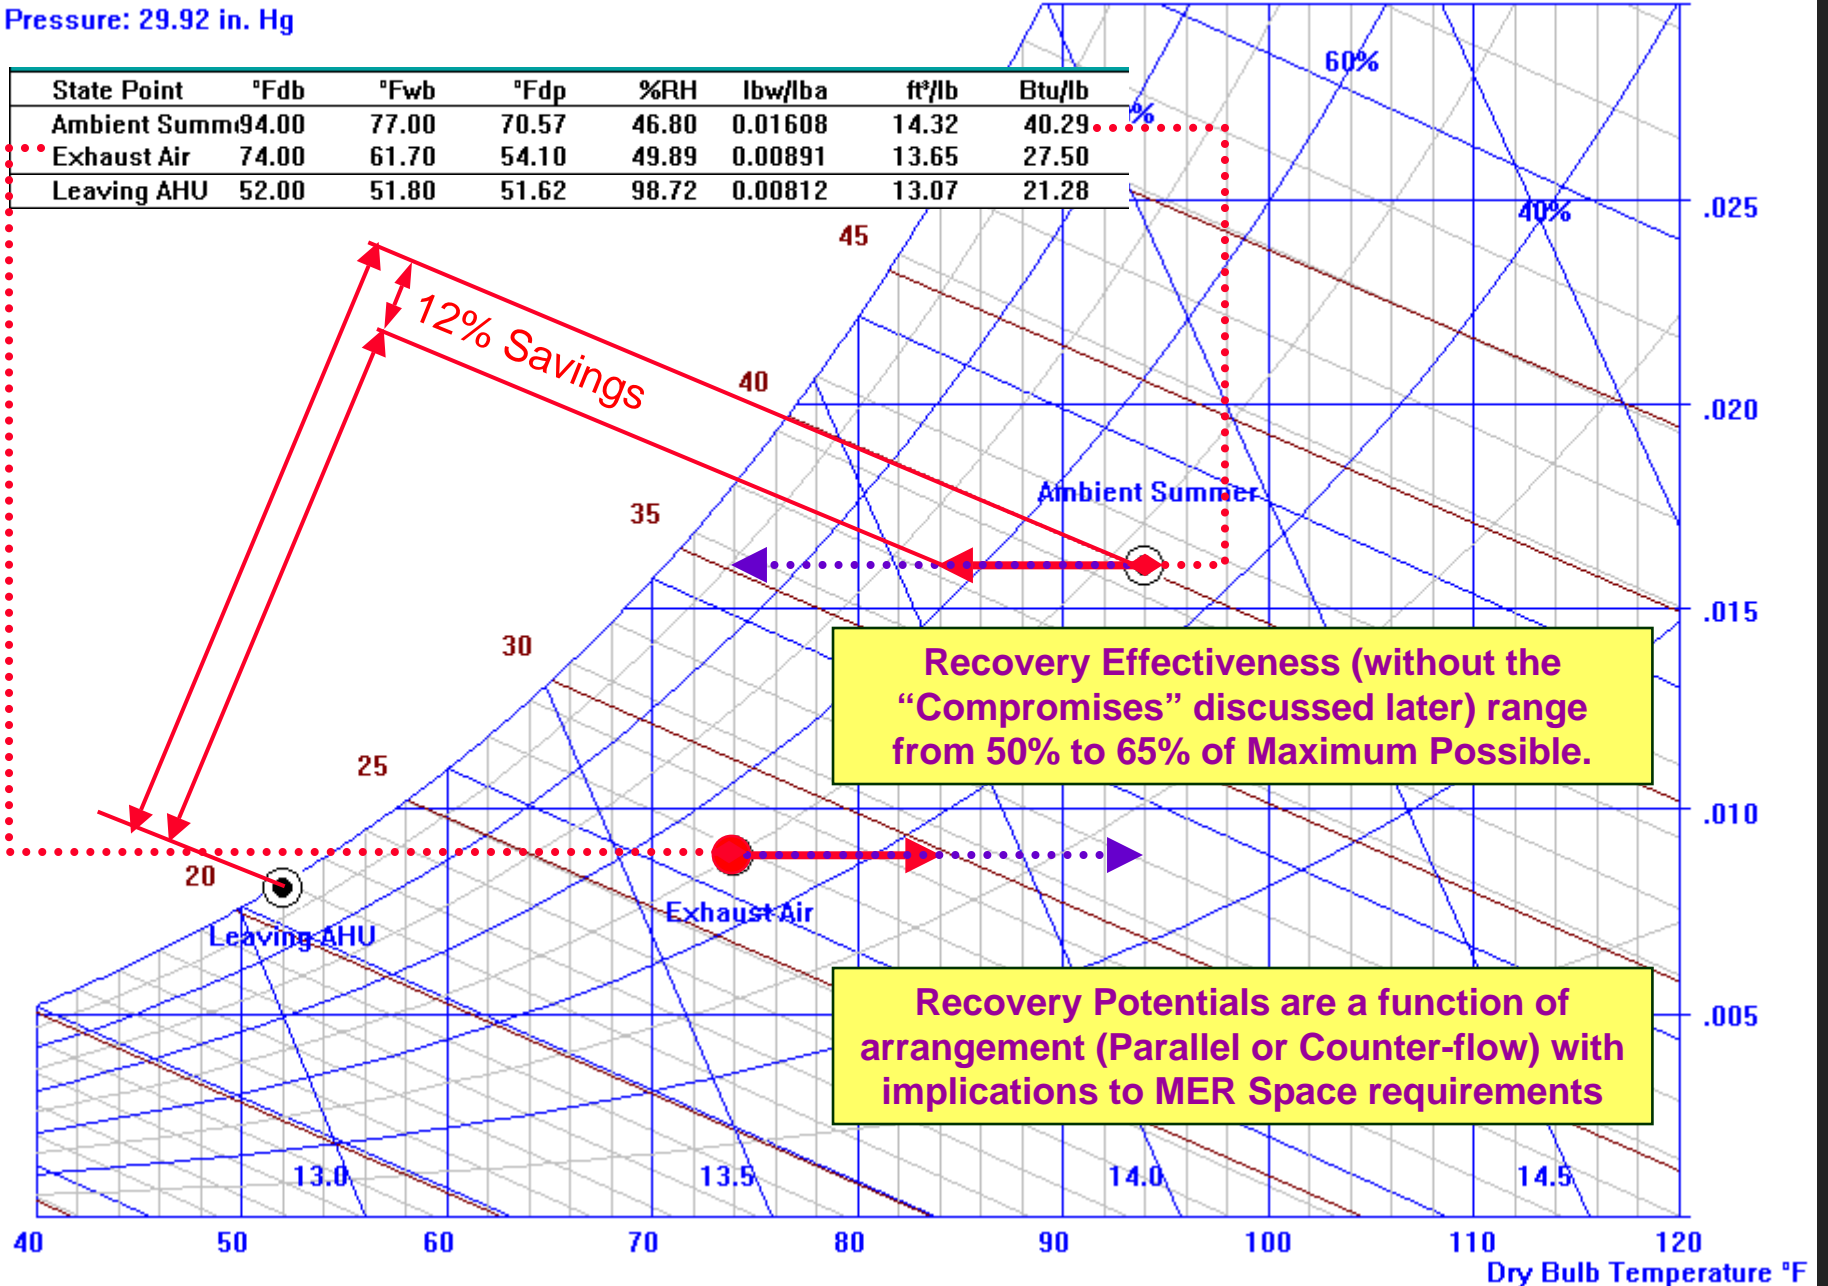 Pressure: 29.92 in. Hg
State Point °Fdb °Fwb °Fdp %RH lbw/lba ft³/lb Btu/lb
Ambient Summ 94.00 77.00 70.57 46.80 0.01608 14.32 40.29
Exhaust Air 74.00 61.70 54.10 49.89 0.00891 13.65 27.50
Leaving AHU 52.00 51.80 51.62 98.72 0.00812 13.07 21.28
60%
%
40%
.025
45
12% Savings
40
.020
Ambient Summer
35
.015
30
Recovery Effectiveness (without the
“Compromises” discussed later) range
from 50% to 65% of Maximum Possible.
25
.010
20
Exhaust Air
Leaving AHU
Recovery Potentials are a function of
arrangement (Parallel or Counter-flow) with
implications to MER Space requirements
.005
13.0 13.5 14.0 14.5
40 50 60 70 80 90 100 110 120
Dry Bulb Temperature °F